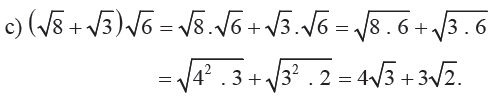 c) (√8 + √3)√6 = √8.√6 + √3.√6 = √(8 . 6) + √(3 . 6)
= √(4² . 3) + √(3² . 2) = 4√3 + 3√2.